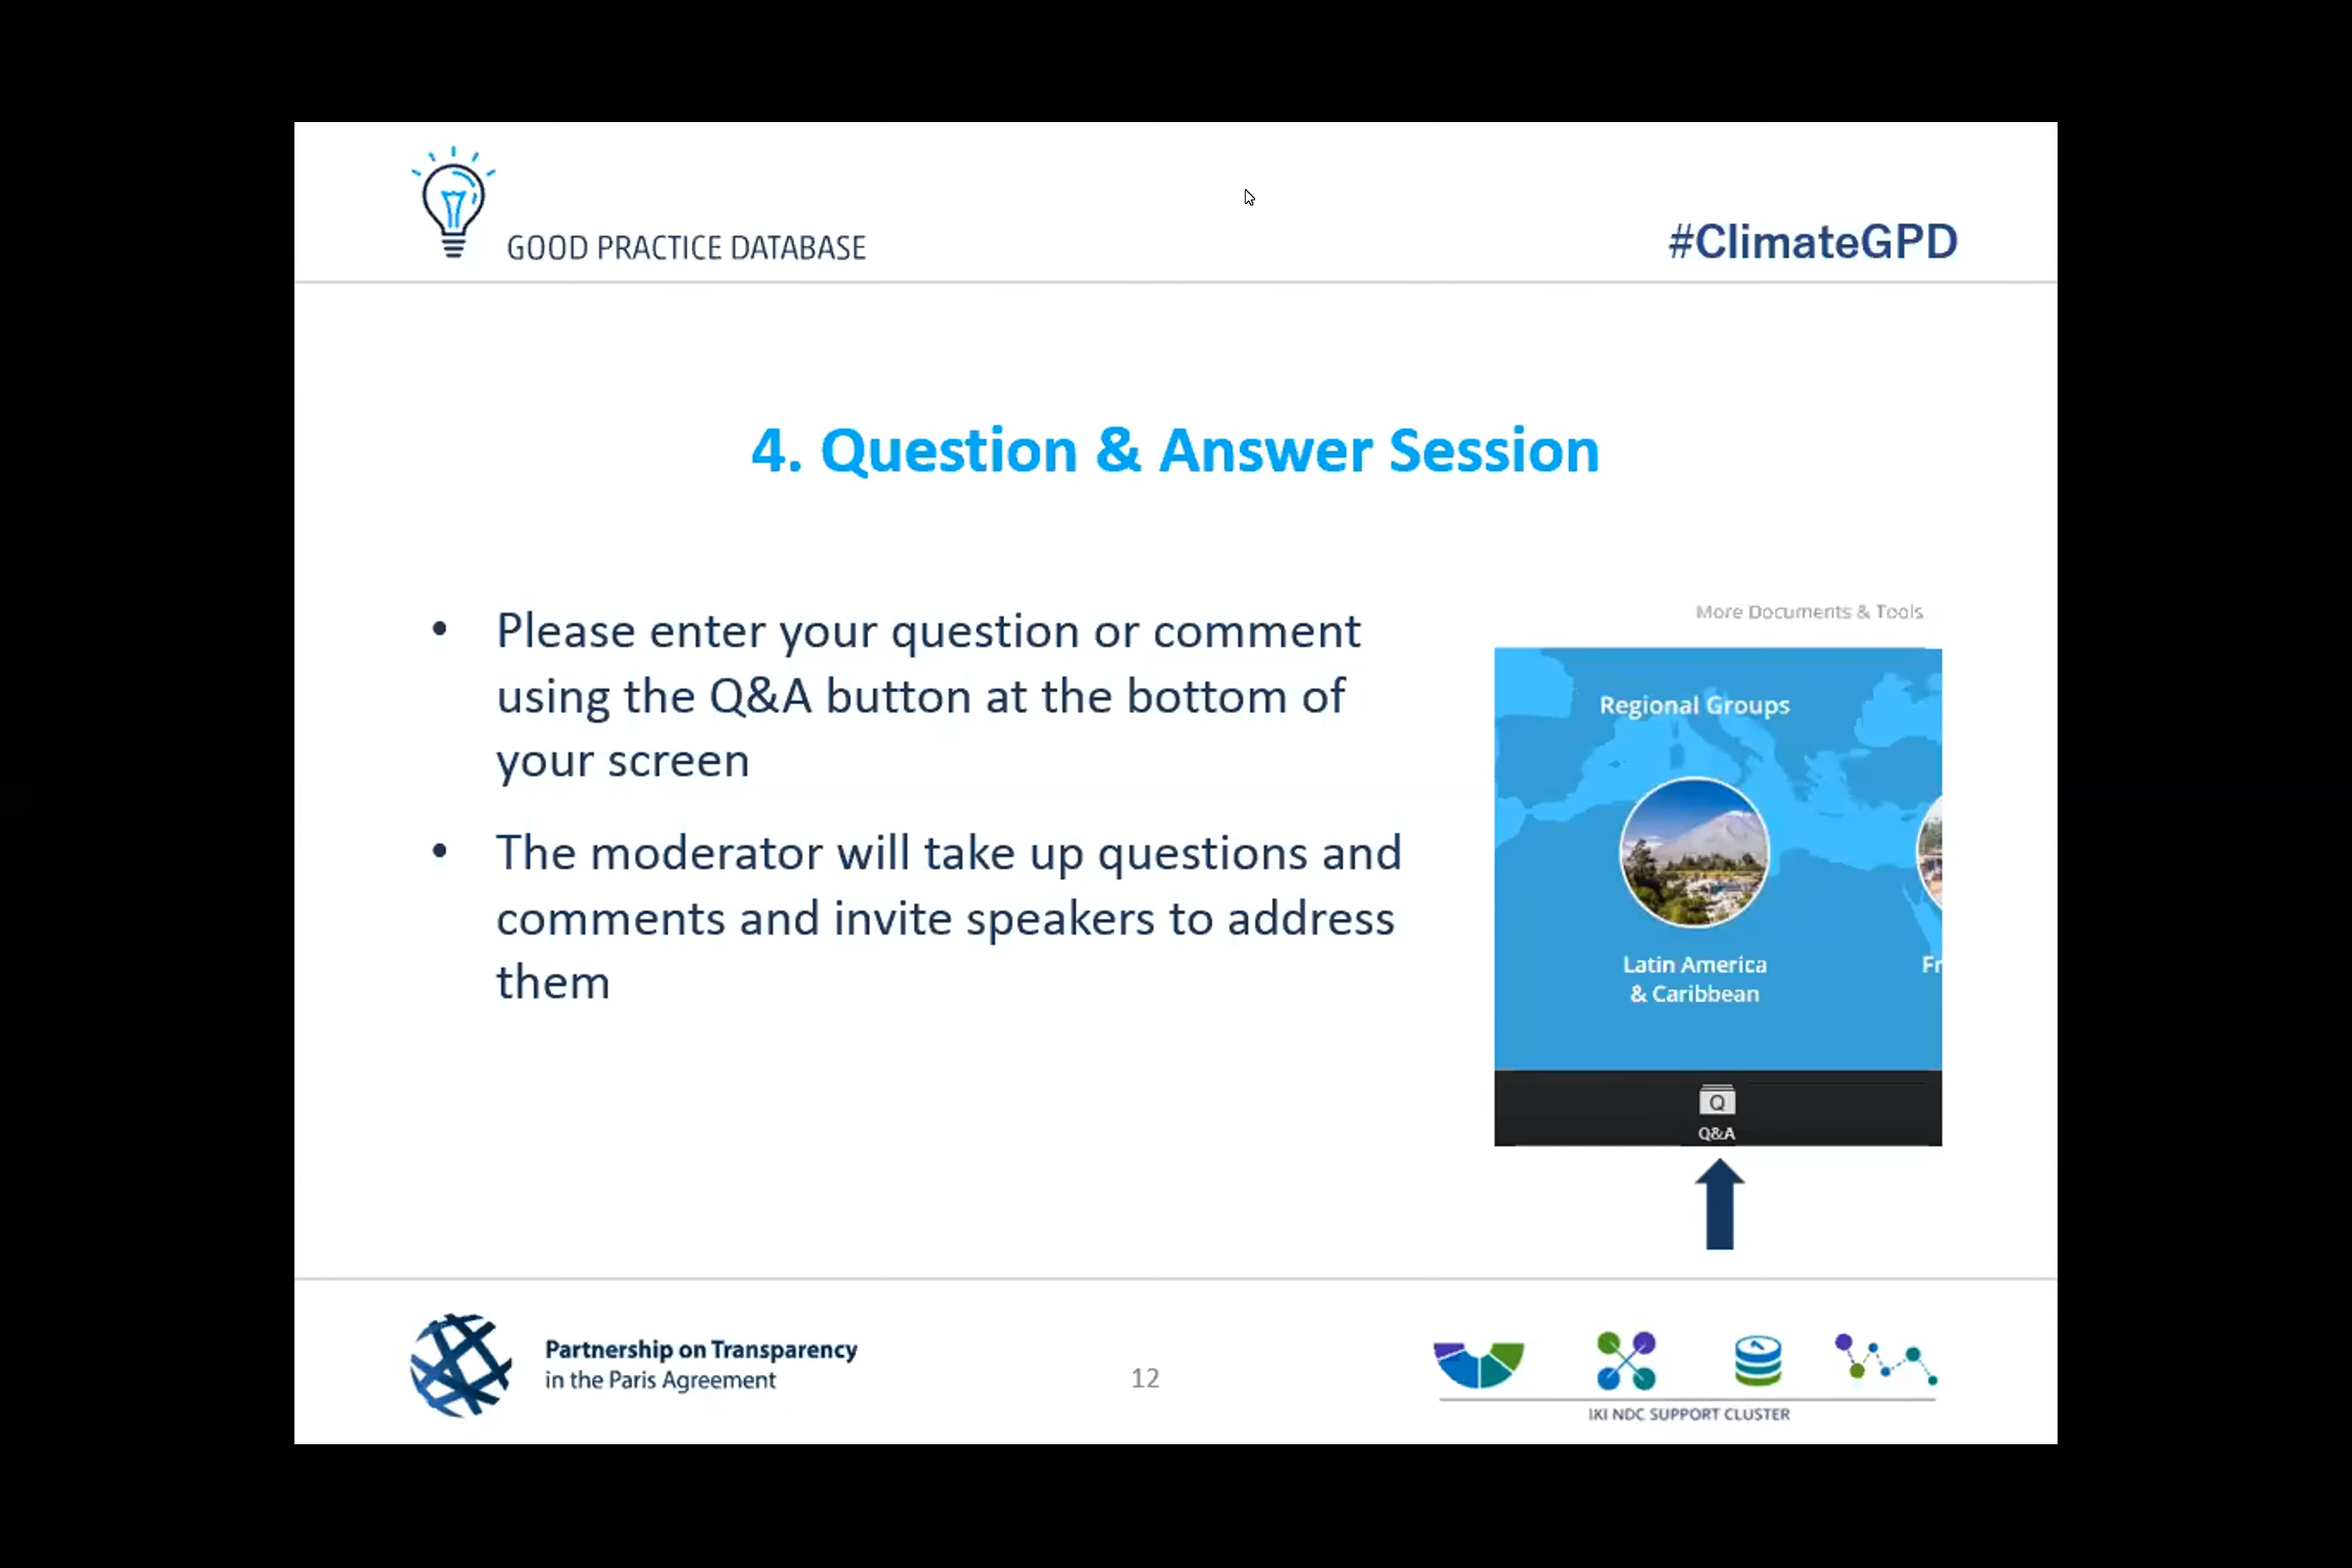 GOOD PRACTICE DATABASE
#ClimateGPD
4. Question & Answer Session
• Please enter your question or comment
using the Q&A button at the bottom of
your screen
• The moderator will take up questions and
comments and invite speakers to address
them
More Documents & Tools
Regional Groups
Latin America
& Caribbean
Fr
Q
Q&A
Partnership on Transparency
in the Paris Agreement
12
IKI NDC SUPPORT CLUSTER